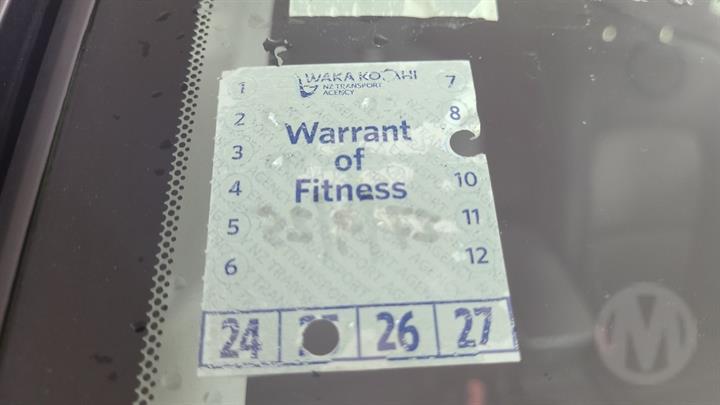 WAKA KOTAHI
NZ TRANSPORT
AGENCY
Warrant
of
Fitness
1
2
3
4
5
6
7
8
10
11
12
24
26
27
M